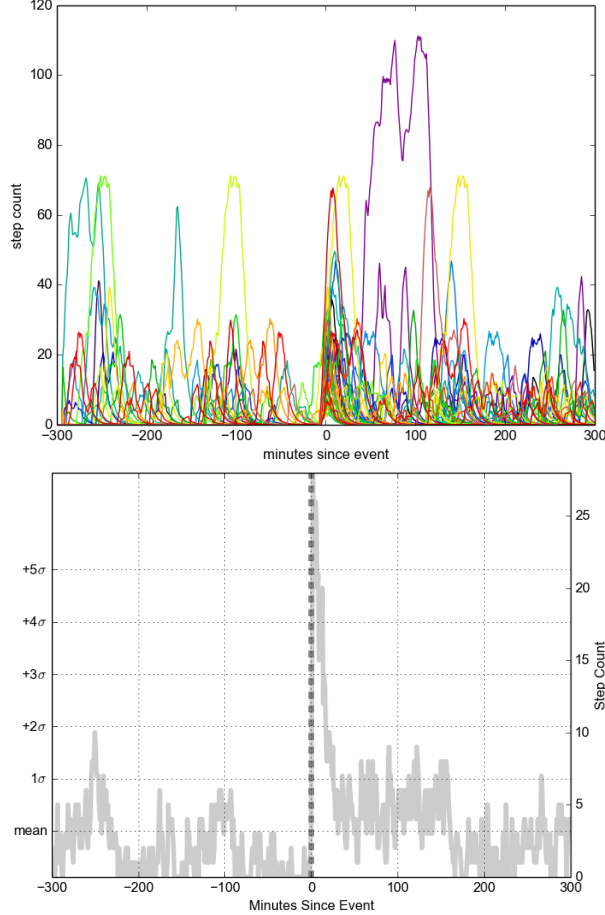 120
100
80
60
40
20
0
step count
−300 −200 −100 0 100 200 300
minutes since event
+5σ
+4σ
+3σ
+2σ
1σ
mean
25
20
15
10
5
0
Step Count
−300 −200 −100 0 100 200 300
Minutes Since Event